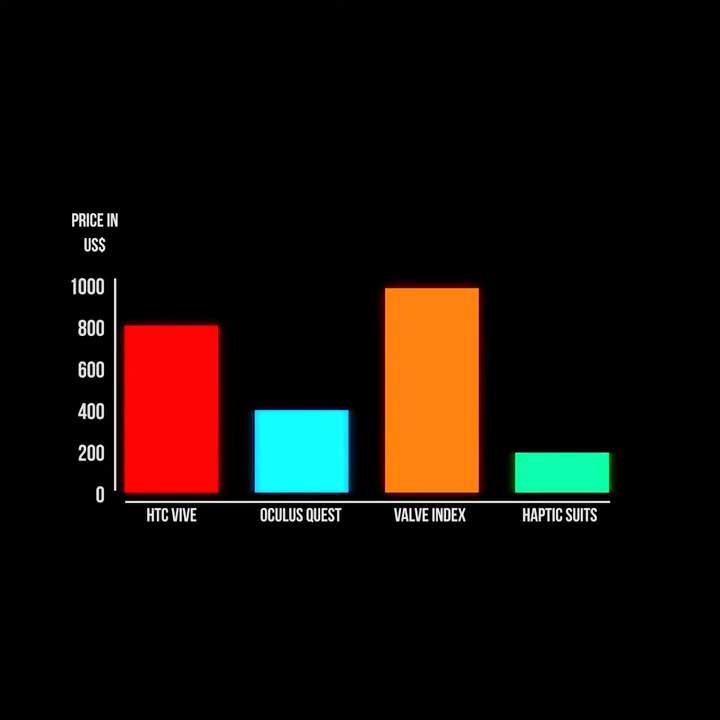 PRICE IN
US$
1000
800
600
400
200
0
HTC VIVE
OCULUS QUEST
VALVE INDEX
HAPTIC SUITS